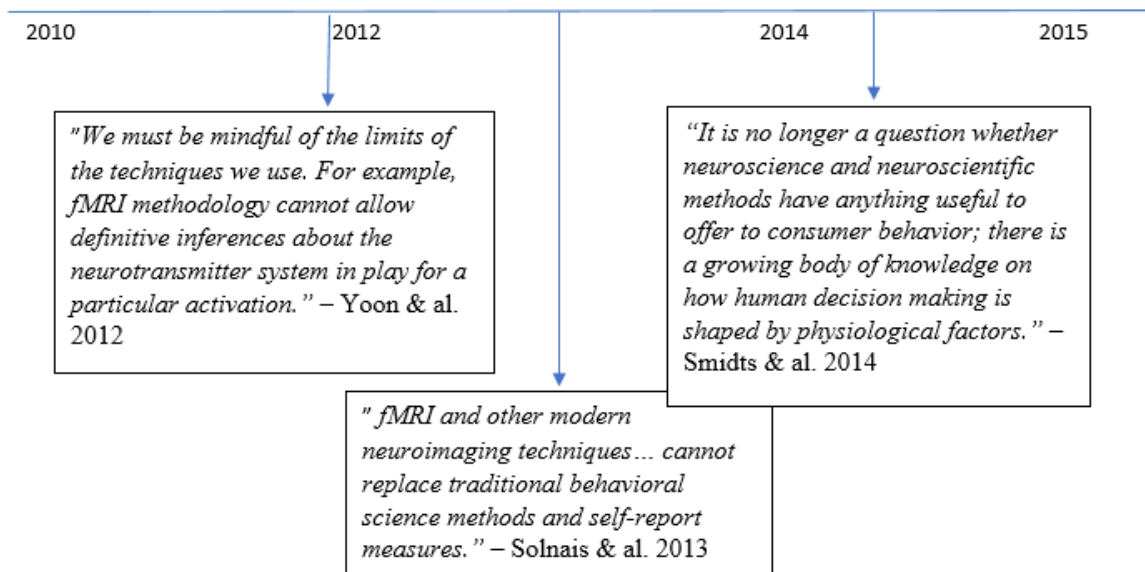 2010 2012 2014 2015
"We must be mindful of the limits of
the techniques we use. For example,
fMRI methodology cannot allow
definitive inferences about the
neurotransmitter system in play for a
particular activation.” – Yoon & al.
2012
“It is no longer a question whether
neuroscience and neuroscientific
methods have anything useful to
offer to consumer behavior; there is
a growing body of knowledge on
how human decision making is
shaped by physiological factors.” –
Smidts & al. 2014
" fMRI and other modern
neuroimaging techniques… cannot
replace traditional behavioral
science methods and self-report
measures.” – Solnais & al. 2013